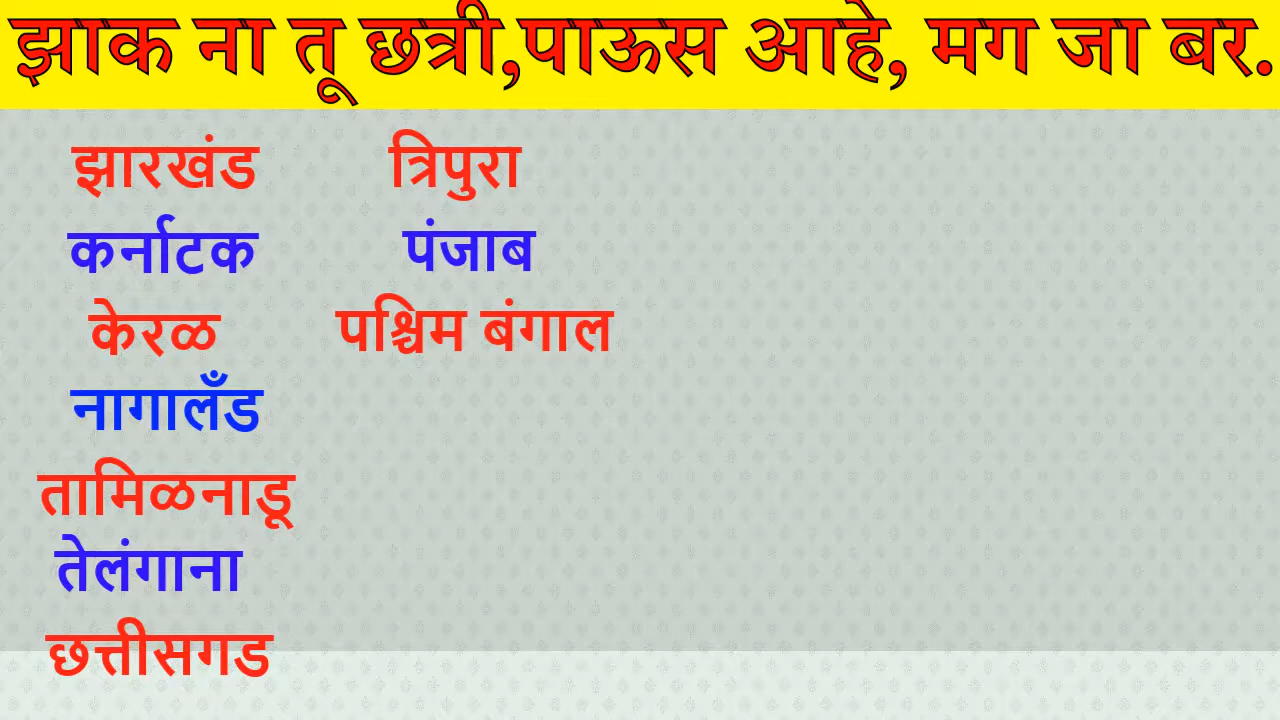 झाक ना तू छत्री,पाऊस आहे, मग जा बर.
झारखंड
कर्नाटक
केरळ
नागालँड
तामिळनाडू
तेलंगाना
छत्तीसगड
त्रिपुरा
पंजाब
पश्चिम बंगाल